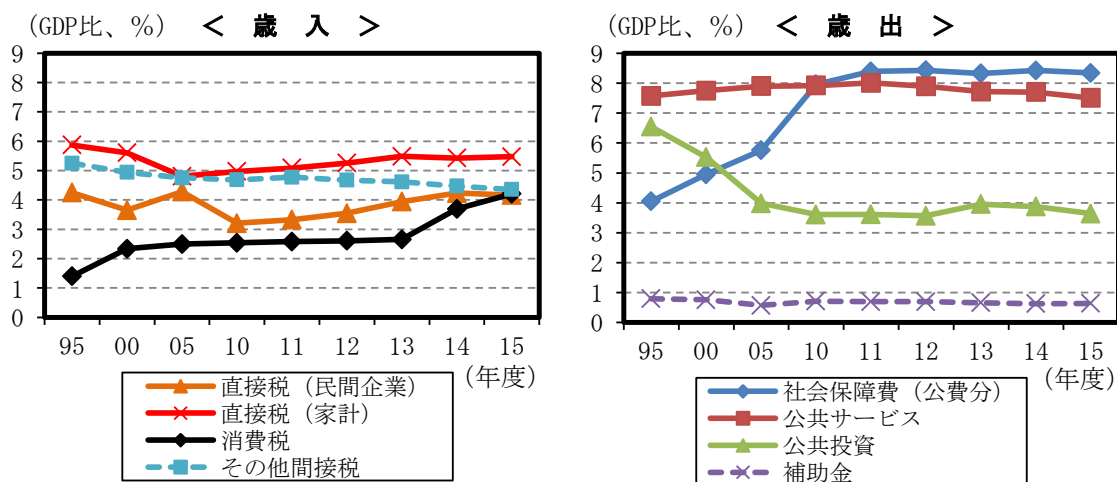 (GDP比、%) < 歳 入 >
9
8
7
6
5
4
3
2
1
0
95 00 05 10 11 12 13 14 15
(年度)
直接税(民間企業)
直接税(家計)
消費税
その他間接税
(GDP比、%) < 歳 出 >
9
8
7
6
5
4
3
2
1
0
95 00 05 10 11 12 13 14 15
(年度)
社会保障費(公費分)
公共サービス
公共投資
補助金